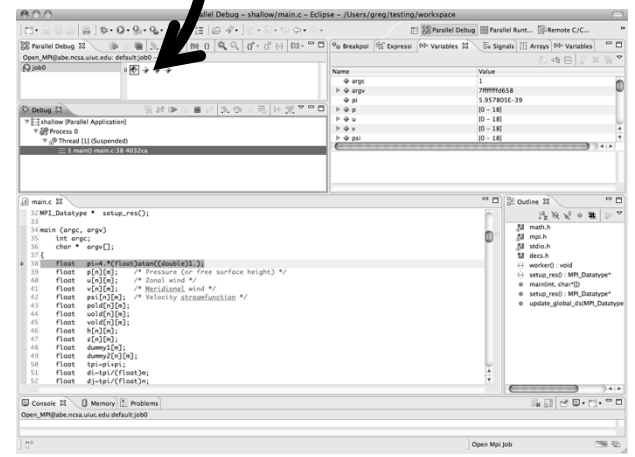 allel Debug - shallow/main.c - Eclipse - /Users/greg/testing/workspace
Parallel Debug Parallel Runt... Remote C/C...
Parallel Debug
Open_MPI@abe.ncsa.uiuc.edu:default:job0
job0
Breakpoi Expressi Variables Signals Arrays Variables
Name Value
argc 1
argv 7fffffffd658
pi 5.957805E-39
p [0 - 18]
u [0 - 18]
v [0 - 18]
psi [0 - 18]
Debug
shallow [Parallel Application]
Process 0
Thread [1] (Suspended)
1 main() main.c:38 4032ca
main.c
32 MPI_Datatype * setup_res();
33
34 main (argc, argv)
35 int argc;
36 char * argv[];
37 {
38 float pi=4.*(float)atan((double)1.);
39 float p[n][m]; /* Pressure (or free surface height) */
40 float u[n][m]; /* Zonal wind */
41 float v[n][m]; /* Meridional wind */
42 float psi[n][m]; /* Velocity streamfunction */
43 float pold[n][m];
44 float uold[n][m];
45 float vold[n][m];
46 float h[n][m];
47 float z[n][m];
48 float dummy1[m];
49 float dummy2[n][m];
50 float tpi=pi+pi;
51 float di=tpi/(float)m;
52 float dj=tpi/(float)n;
Outline
math.h
mpi.h
stdio.h
decs.h
worker() : void
setup_res() : MPI_Datatype*
main(int, char*[])
setup_res() : MPI_Datatype*
update_global_ds(MPI_Datatype
Console Memory Problems
Open_MPI@abe.ncsa.uiuc.edu:default:job0
Open Mpi Job